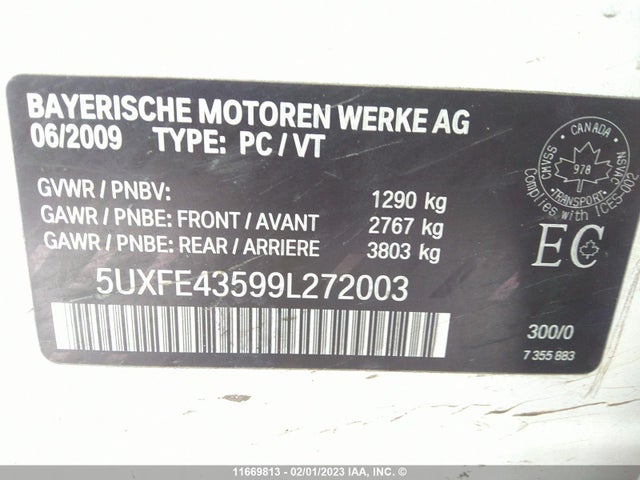 BAYERISCHE MOTOREN WERKE AG
06/2009 TYPE: PC / VT
GVWR / PNBV: 1290 kg
GAWR / PNBE: FRONT / AVANT 2767 kg
GAWR / PNBE: REAR / ARRIERE 3803 kg
5UXFE43599L272003
CANADA
CMVSS
NSVAC
978
TRANSPORT
Complies with ICES-002
EC
300/0
7 355 883
11669813 - 02/01/2023 IAA, Inc. ©